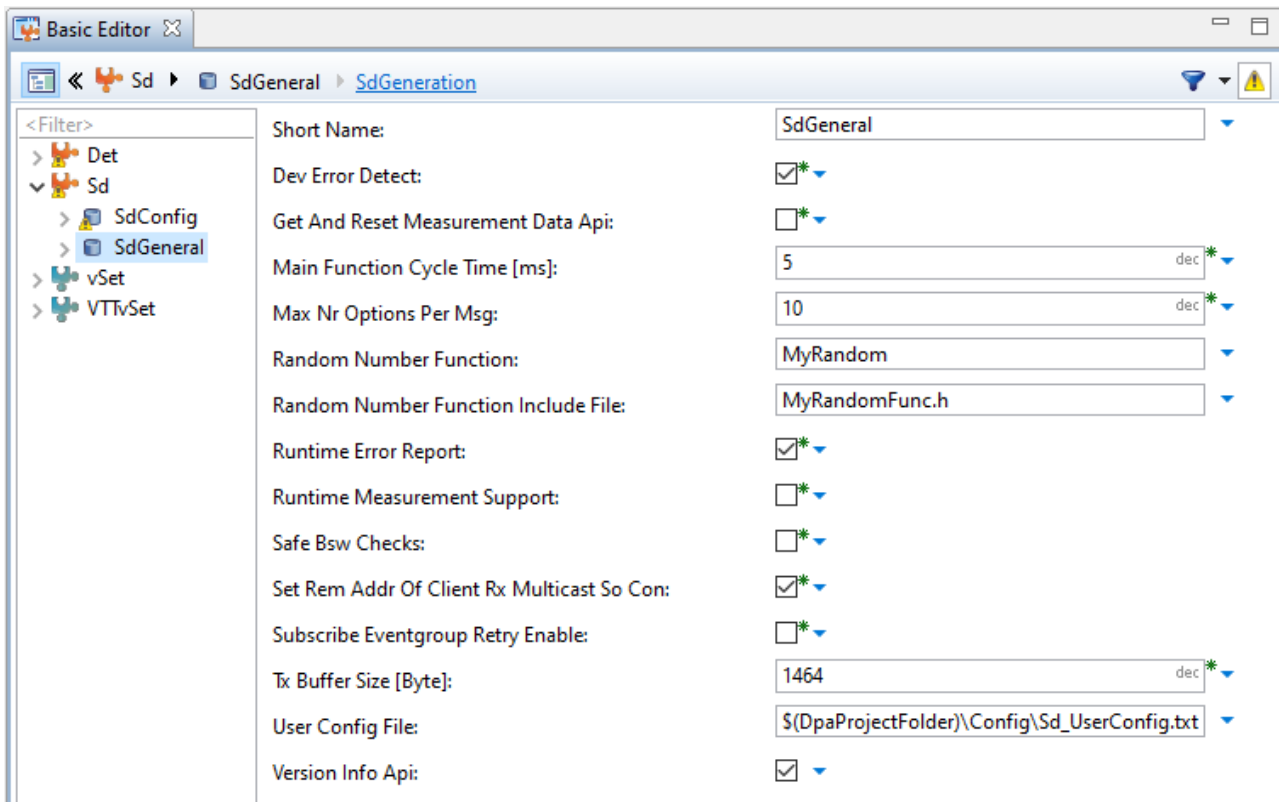 Basic Editor
Sd SdGeneral SdGeneration
<Filter>
Det
Sd
SdConfig
SdGeneral
vSet
VTTvSet
Short Name: SdGeneral
Dev Error Detect:
Get And Reset Measurement Data Api:
Main Function Cycle Time [ms]: 5 dec
Max Nr Options Per Msg: 10 dec
Random Number Function: MyRandom
Random Number Function Include File: MyRandomFunc.h
Runtime Error Report:
Runtime Measurement Support:
Safe Bsw Checks:
Set Rem Addr Of Client Rx Multicast So Con:
Subscribe Eventgroup Retry Enable:
Tx Buffer Size [Byte]: 1464 dec
User Config File: $(DpaProjectFolder)\Config\Sd_UserConfig.txt
Version Info Api: